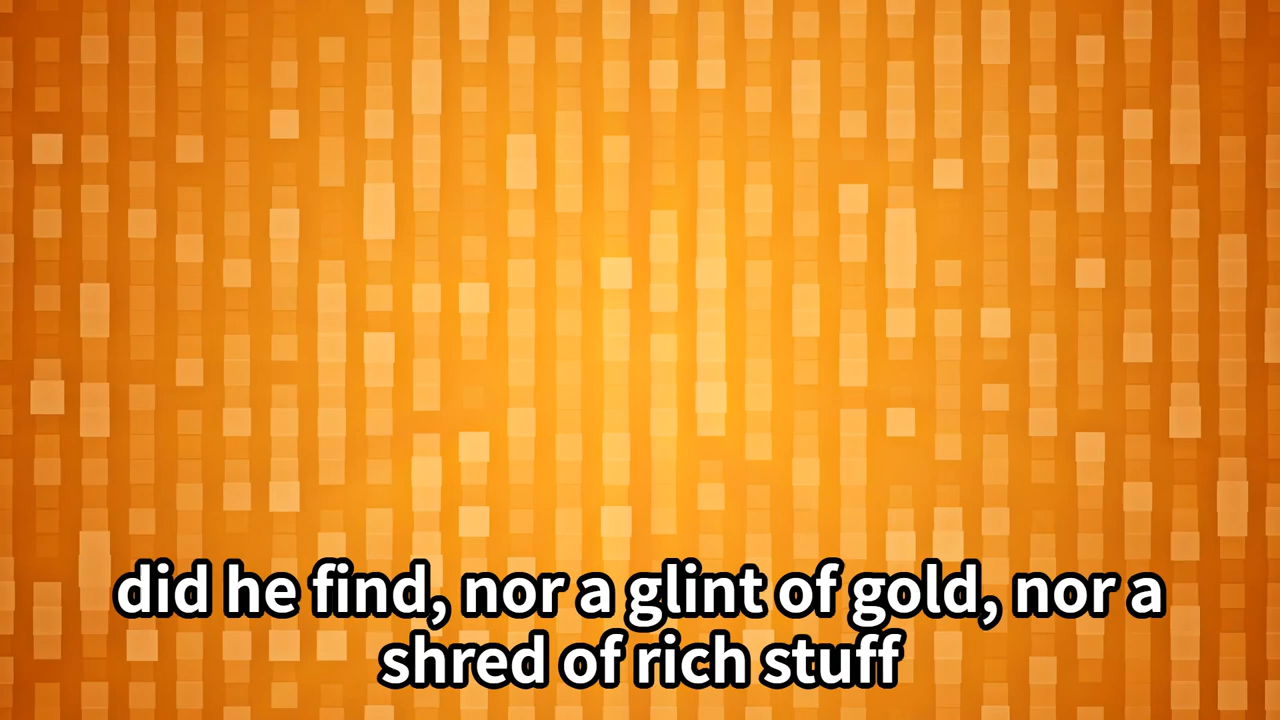 did he find, nor a glint of gold, nor a
shred of rich stuff